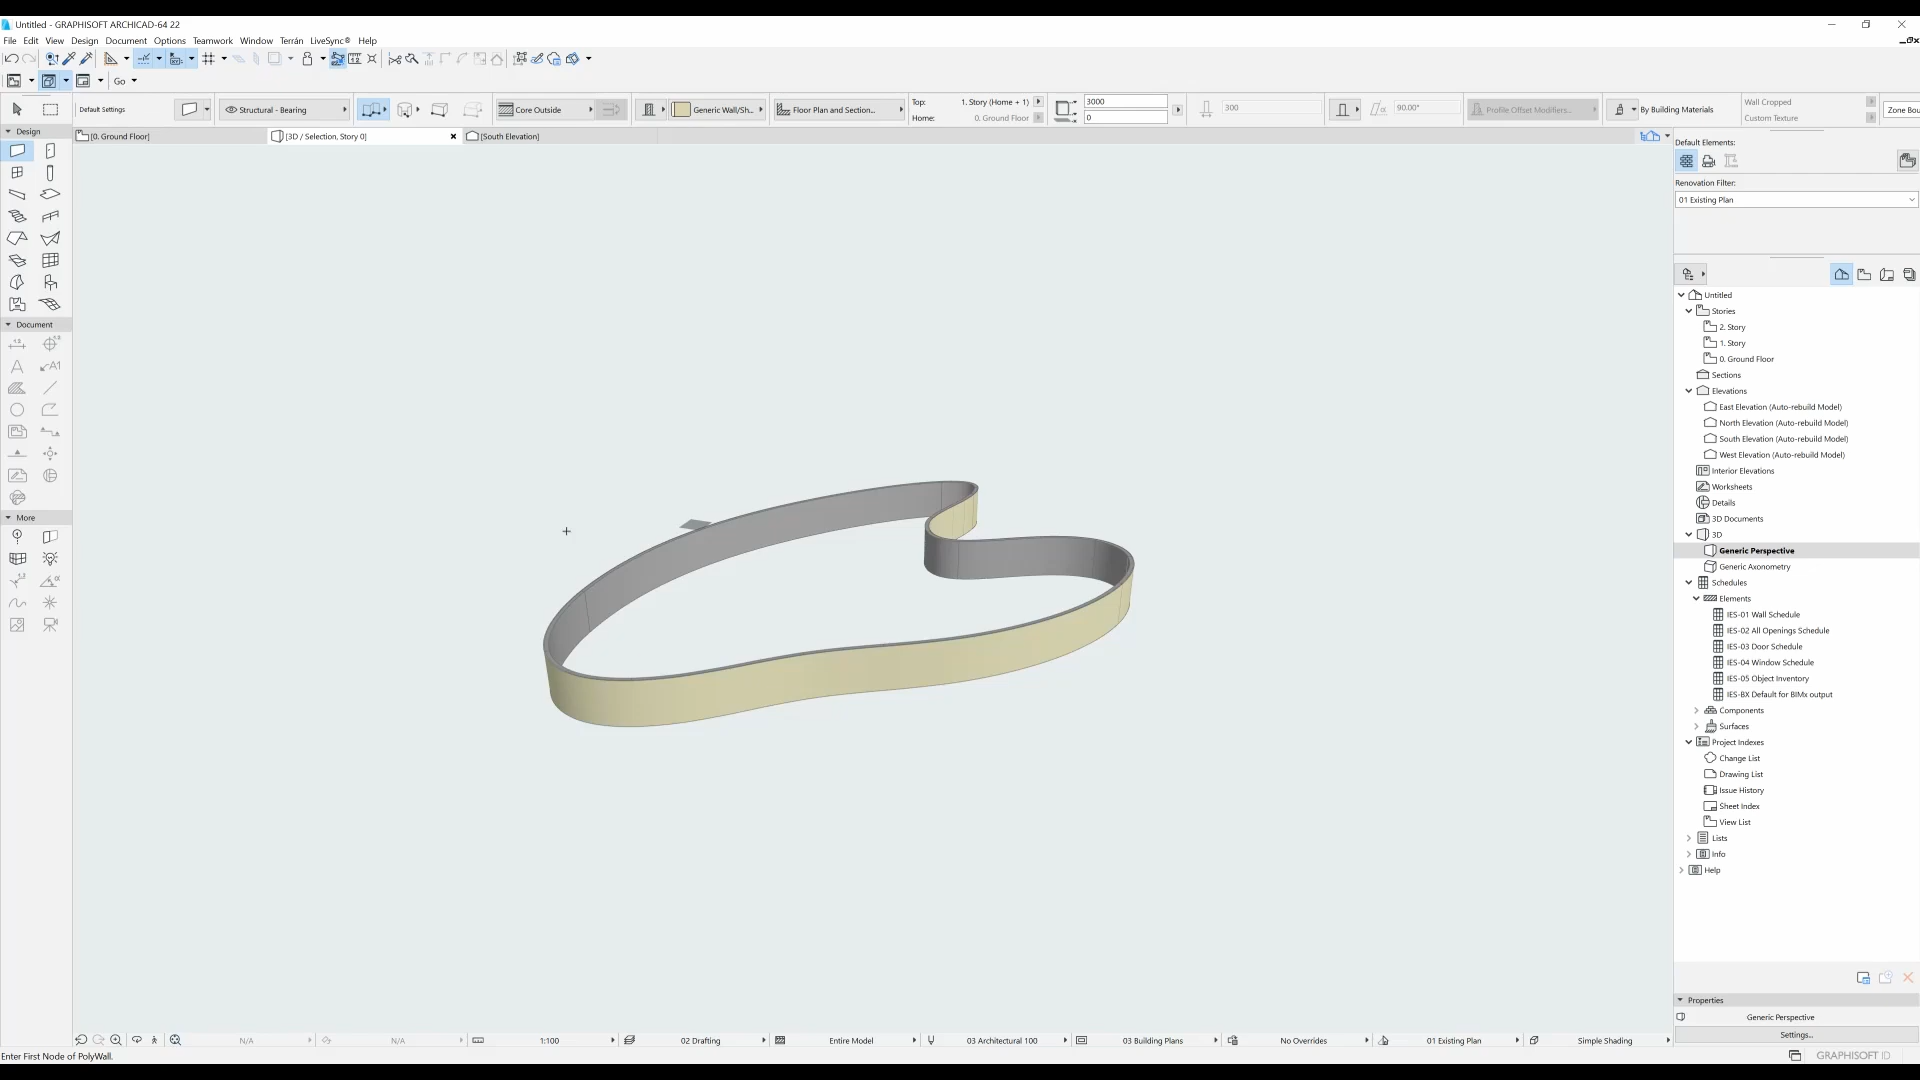 Untitled - GRAPHISOFT ARCHICAD-64 22
File Edit View Design Document Options Teamwork Window Terrán LiveSync® Help
Go
Default Settings
Structural - Bearing
Core Outside
Generic Wall/Sh...
Floor Plan and Section...
Top: 1. Story (Home + 1)
Home: 0. Ground Floor
3000
0
300
90.00°
Profile Offset Modifiers...
By Building Materials
Wall Cropped
Custom Texture
Zone Bou
Design
[0. Ground Floor]
[3D / Selection, Story 0]
[South Elevation]
Document
More
Default Elements:
Renovation Filter:
01 Existing Plan
Untitled
Stories
2. Story
1. Story
0. Ground Floor
Sections
Elevations
East Elevation (Auto-rebuild Model)
North Elevation (Auto-rebuild Model)
South Elevation (Auto-rebuild Model)
West Elevation (Auto-rebuild Model)
Interior Elevations
Worksheets
Details
3D Documents
3D
Generic Perspective
Generic Axonometry
Schedules
Elements
IES-01 Wall Schedule
IES-02 All Openings Schedule
IES-03 Door Schedule
IES-04 Window Schedule
IES-05 Object Inventory
IES-BX Default for BIMx output
Components
Surfaces
Project Indexes
Change List
Drawing List
Issue History
Sheet Index
View List
Lists
Info
Help
Properties
Generic Perspective
Settings...
N/A N/A 1:100 02 Drafting Entire Model 03 Architectural 100 03 Building Plans No Overrides 01 Existing Plan Simple Shading
Enter First Node of PolyWall.
GRAPHISOFT ID